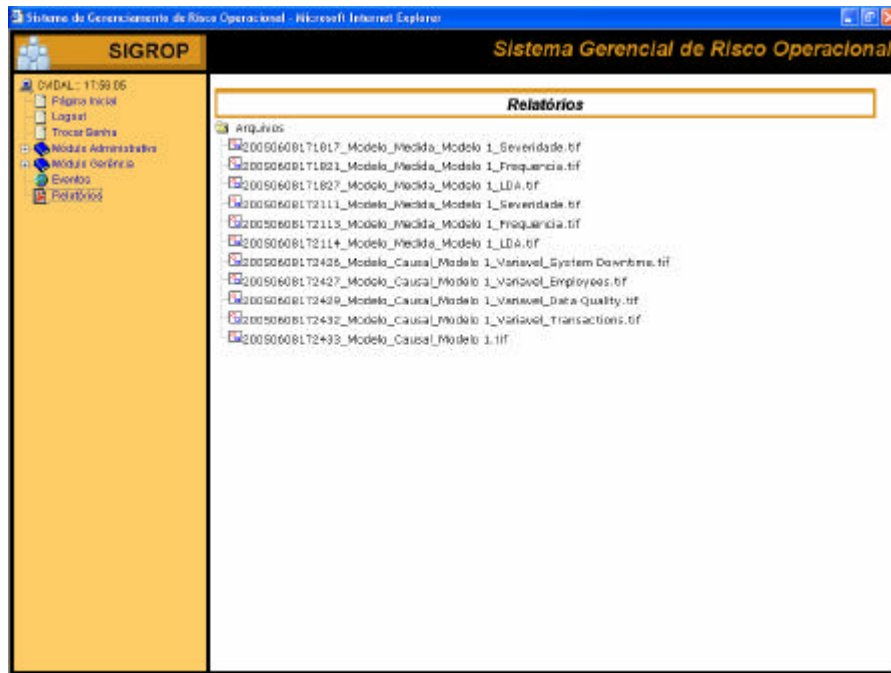 Sistema de Gerenciamento de Risco Operacional - Microsoft Internet Explorer
SIGROP
Sistema Gerencial de Risco Operacional
CVIDAL :: 17:56:05
Página Inicial
Logout
Trocar Senha
Módulo Administrativo
Módulo Gerência
Eventos
Relatórios
Relatórios
Arquivos
20050608171817_Modelo_Medida_Modelo 1_Severidade.tif
20050608171821_Modelo_Medida_Modelo 1_Frequencia.tif
20050608171827_Modelo_Medida_Modelo 1_LDA.tif
20050608172111_Modelo_Medida_Modelo 1_Severidade.tif
20050608172113_Modelo_Medida_Modelo 1_Frequencia.tif
20050608172114_Modelo_Medida_Modelo 1_LDA.tif
20050608172426_Modelo_Causal_Modelo 1_Variavel_System Downtime.tif
20050608172427_Modelo_Causal_Modelo 1_Variavel_Employees.tif
20050608172429_Modelo_Causal_Modelo 1_Variavel_Data Quality.tif
20050608172432_Modelo_Causal_Modelo 1_Variavel_Transactions.tif
20050608172433_Modelo_Causal_Modelo 1.tif